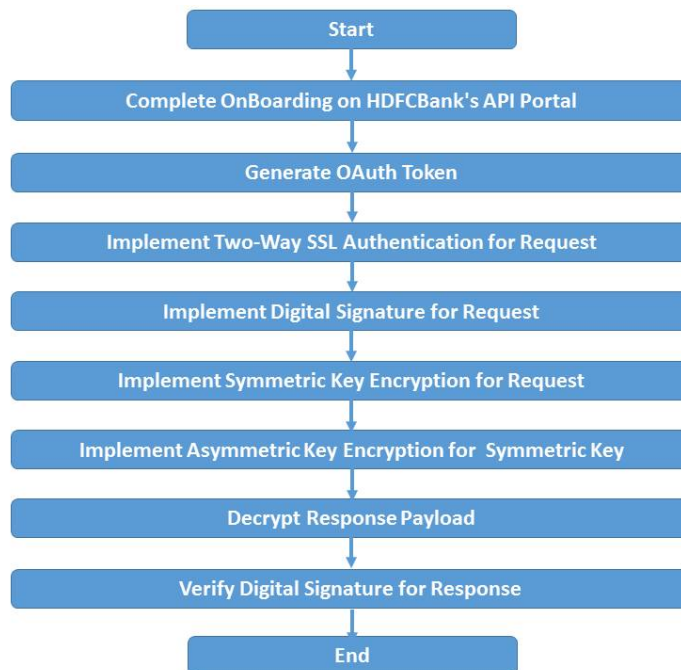 Start
Complete OnBoarding on HDFCBank's API Portal
Generate OAuth Token
Implement Two-Way SSL Authentication for Request
Implement Digital Signature for Request
Implement Symmetric Key Encryption for Request
Implement Asymmetric Key Encryption for Symmetric Key
Decrypt Response Payload
Verify Digital Signature for Response
End